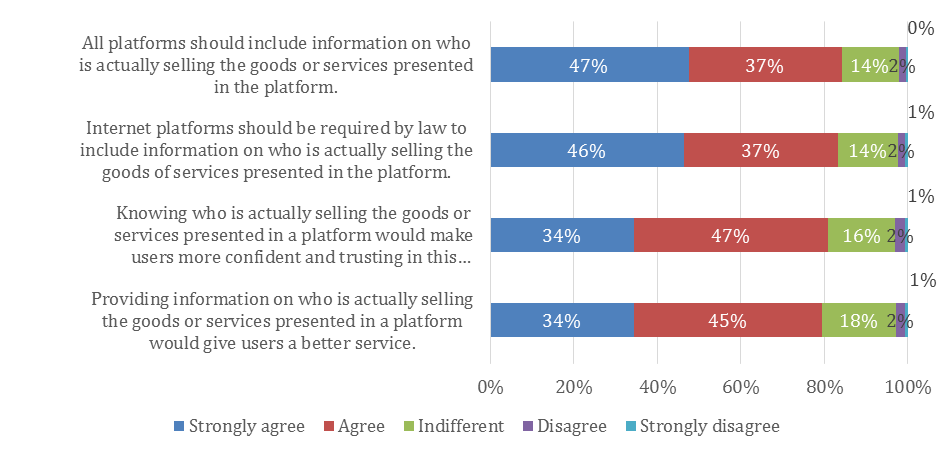 All platforms should include information on who
is actually selling the goods or services presented
in the platform.
47% 37% 14% 2% 0%
Internet platforms should be required by law to
include information on who is actually selling the
goods of services presented in the platform.
46% 37% 14% 2% 1%
Knowing who is actually selling the goods or
services presented in a platform would make
users more confident and trusting in this...
34% 47% 16% 2% 1%
Providing information on who is actually selling
the goods or services presented in a platform
would give users a better service.
34% 45% 18% 2% 1%
0% 20% 40% 60% 80% 100%
Strongly agree Agree Indifferent Disagree Strongly disagree